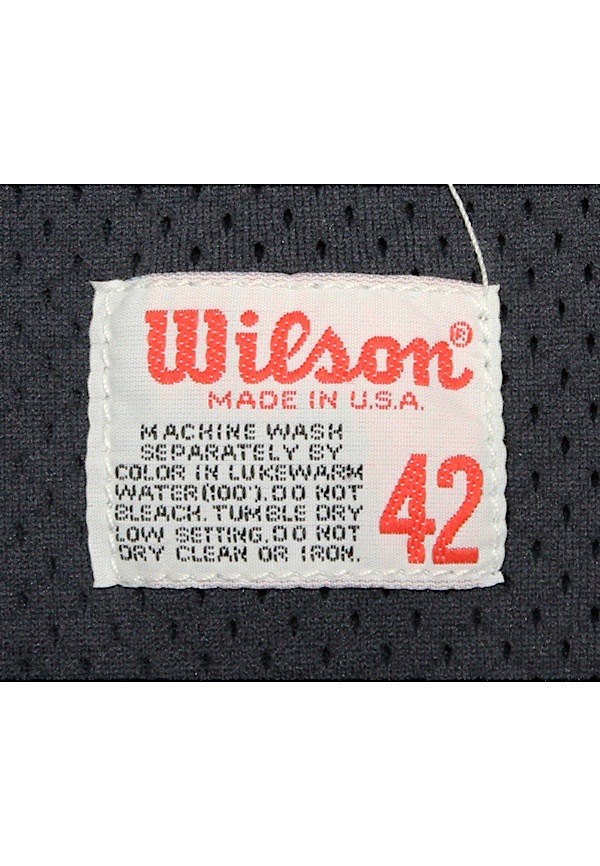 Wilson®
MADE IN U.S.A.
MACHINE WASH
SEPARATELY BY
COLOR IN LUKEWARM
WATER(100°). DO NOT
BLEACH. TUMBLE DRY
LOW SETTING. DO NOT
DRY CLEAN OR IRON.
42